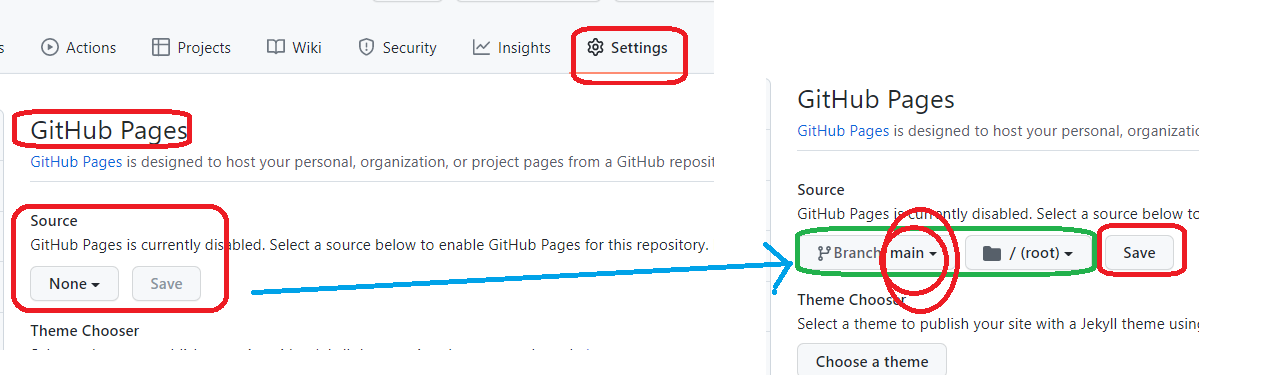 s Actions Projects Wiki Security Insights Settings
GitHub Pages
GitHub Pages is designed to host your personal, organization, or project pages from a GitHub reposit
Source
GitHub Pages is currently disabled. Select a source below to enable GitHub Pages for this repository.
None Save
Theme Chooser
GitHub Pages
GitHub Pages is designed to host your personal, organizatio
Source
GitHub Pages is currently disabled. Select a source below to
Branch main / (root) Save
Theme Chooser
Select a theme to publish your site with a Jekyll theme using
Choose a theme